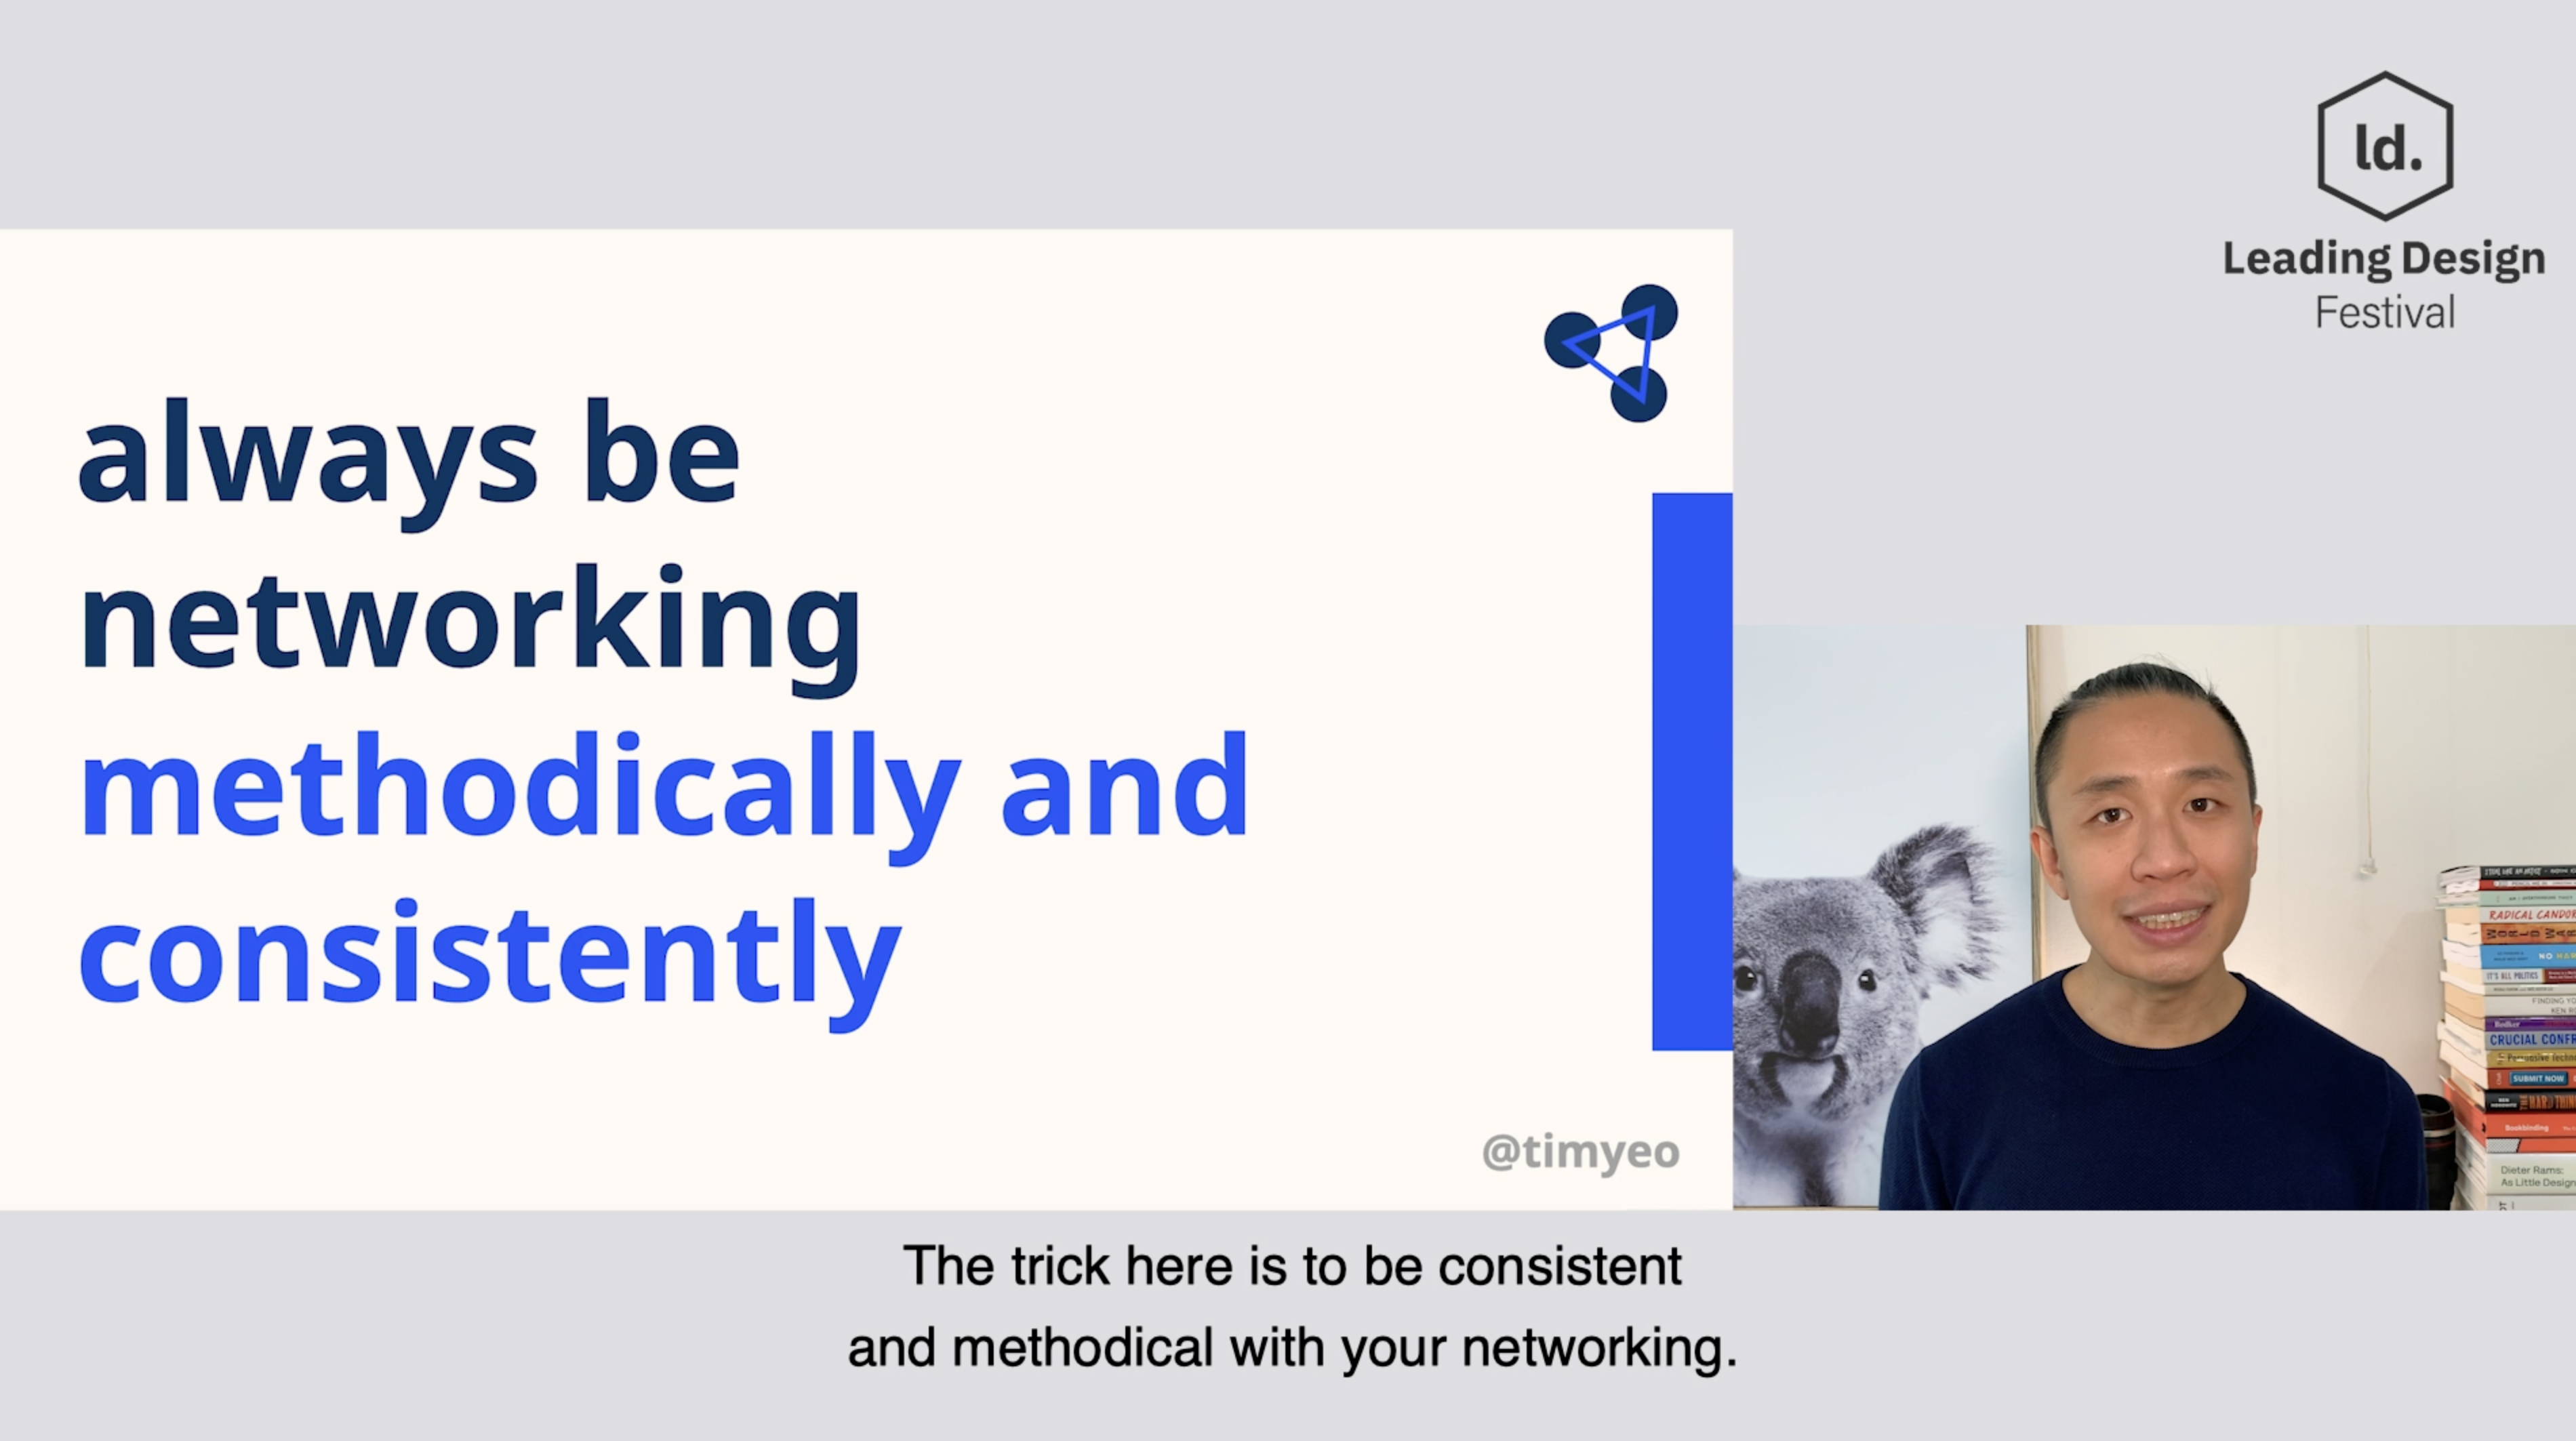 ld.
Leading Design
Festival
always be
networking
methodically and
consistently
@timyeo
RADICAL CANDOR
IT'S ALL POLITICS
CRUCIAL CONFR
SUBMIT NOW
Bookbinding
Dieter Rams:
As Little Design
The trick here is to be consistent
and methodical with your networking.